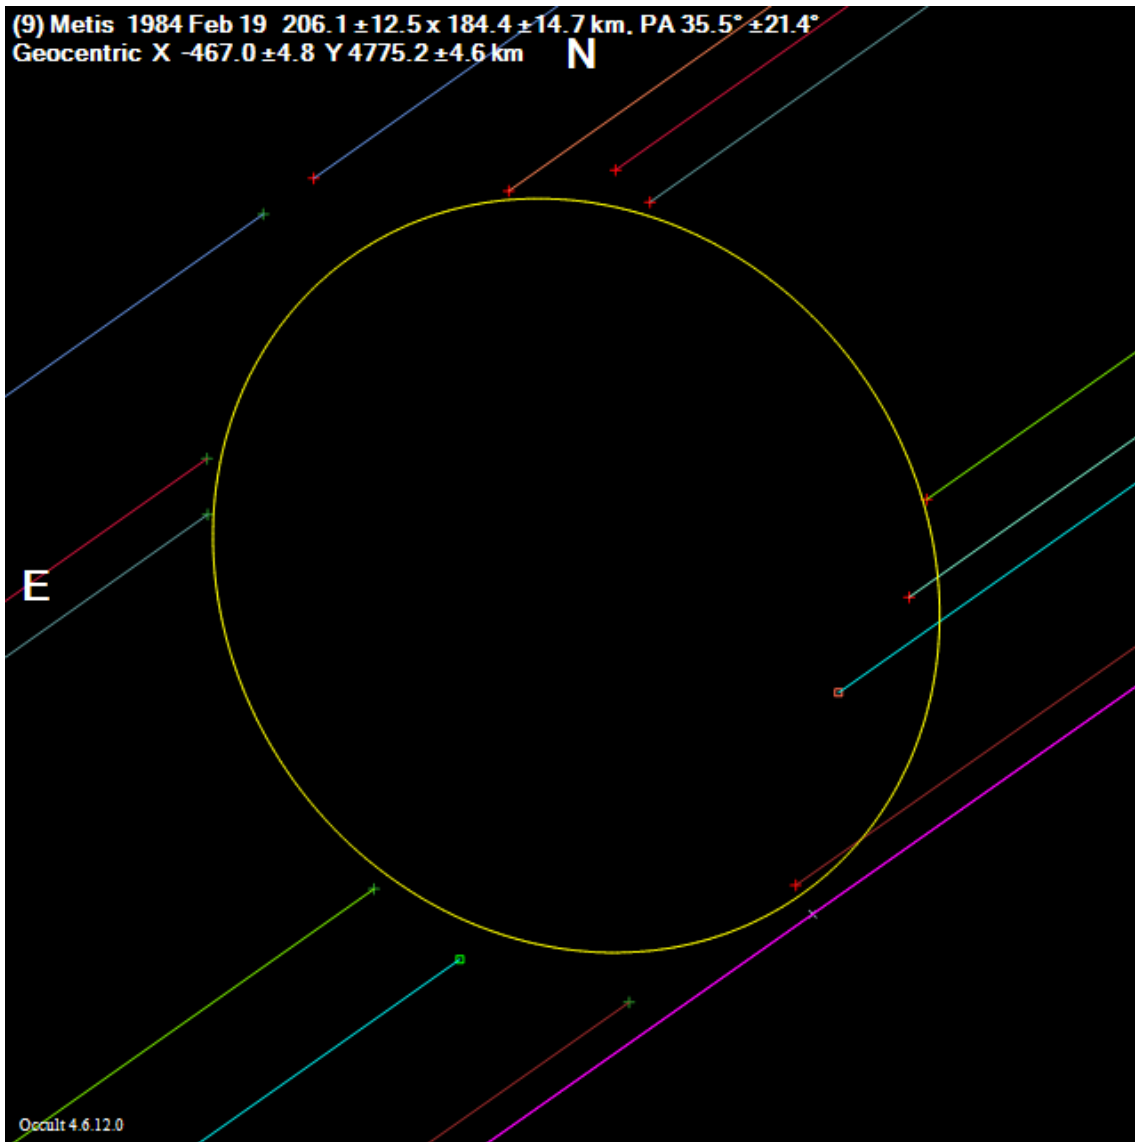 (9) Metis 1984 Feb 19 206.1 ±12.5 x 184.4 ±14.7 km, PA 35.5° ±21.4°
Geocentric X -467.0 ±4.8 Y 4775.2 ±4.6 km
N
E
Occult 4.6.12.0